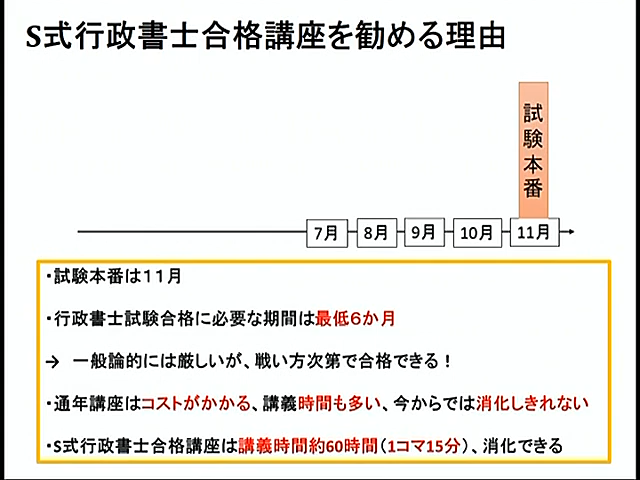 S式行政書士合格講座を勧める理由
試験本番
7月 8月 9月 10月 11月
・試験本番は11月
・行政書士試験合格に必要な期間は最低6か月
→ 一般論的には厳しいが、戦い方次第で合格できる！
・通年講座はコストがかかる、講義時間も多い、今からでは消化しきれない
・S式行政書士合格講座は講義時間約60時間（1コマ15分）、消化できる